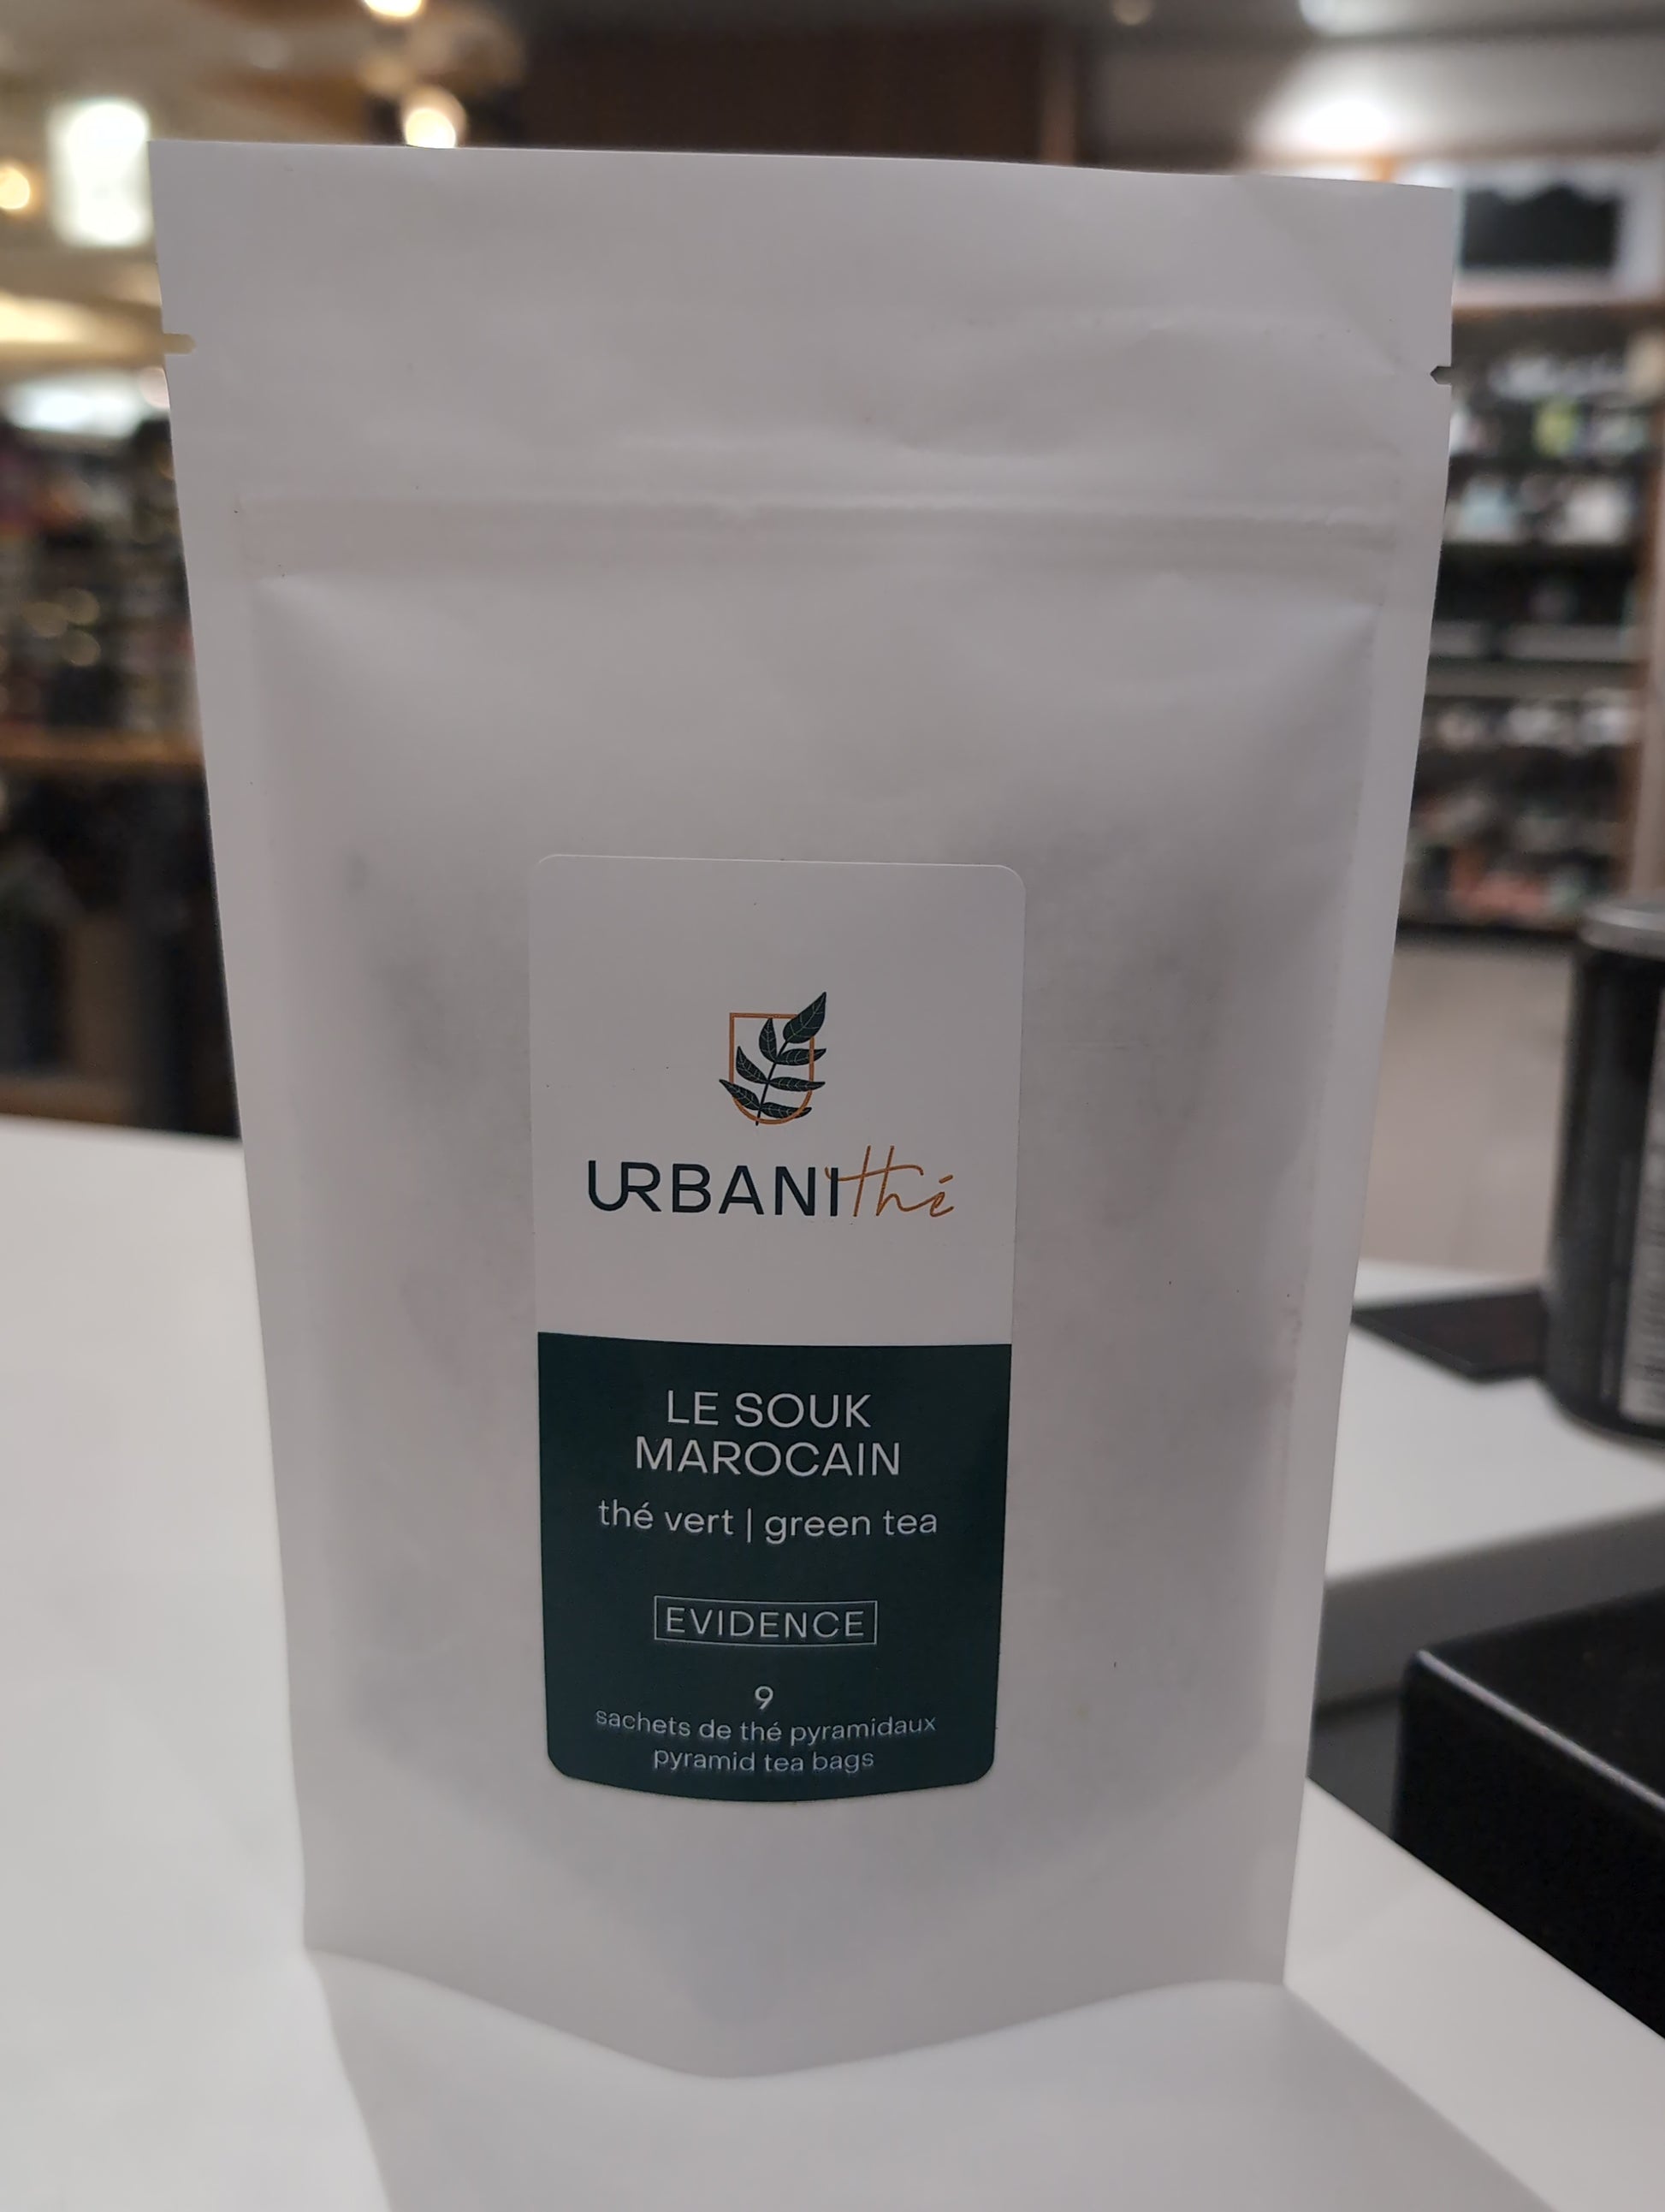 URBANIthé
LE SOUK
MAROCAIN
thé vert | green tea
EVIDENCE
9
sachets de thé pyramidaux
pyramid tea bags